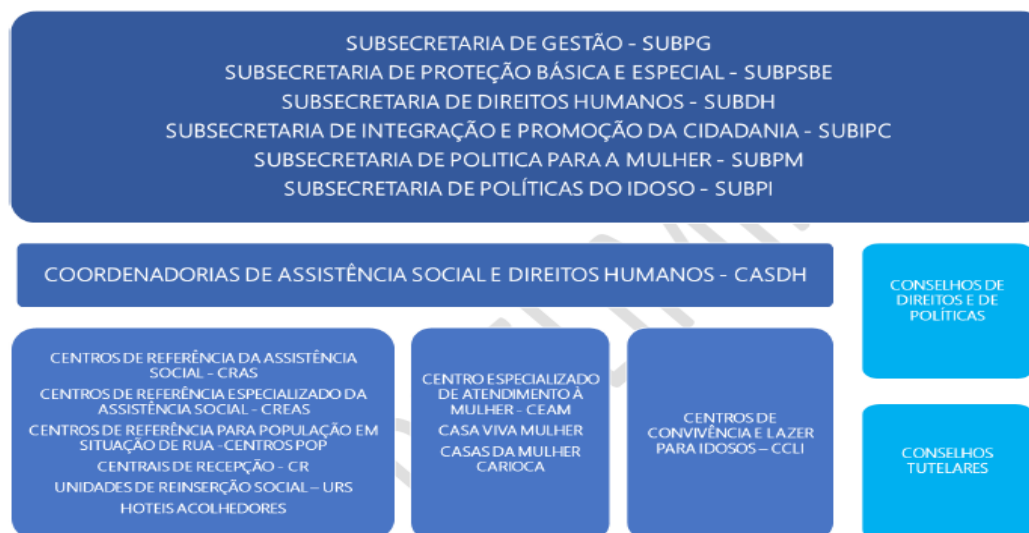 SUBSECRETARIA DE GESTÃO - SUBPG
SUBSECRETARIA DE PROTEÇÃO BÁSICA E ESPECIAL - SUBPSBE
SUBSECRETARIA DE DIREITOS HUMANOS - SUBDH
SUBSECRETARIA DE INTEGRAÇÃO E PROMOÇÃO DA CIDADANIA - SUBIPC
SUBSECRETARIA DE POLITICA PARA A MULHER - SUBPM
SUBSECRETARIA DE POLÍTICAS DO IDOSO - SUBPI
COORDENADORIAS DE ASSISTÊNCIA SOCIAL E DIREITOS HUMANOS - CASDH
CONSELHOS DE
DIREITOS E DE
POLÍTICAS
CENTROS DE REFERÊNCIA DA ASSISTÊNCIA
SOCIAL - CRAS
CENTROS DE REFERÊNCIA ESPECIALIZADO DA
ASSISTÊNCIA SOCIAL - CREAS
CENTROS DE REFERÊNCIA PARA POPULAÇÃO EM
SITUAÇÃO DE RUA -CENTROS POP
CENTRAIS DE RECEPÇÃO - CR
UNIDADES DE REINSERÇÃO SOCIAL – URS
HOTEIS ACOLHEDORES
CENTRO ESPECIALIZADO
DE ATENDIMENTO À
MULHER - CEAM
CASA VIVA MULHER
CASAS DA MULHER
CARIOCA
CENTROS DE
CONVIVÊNCIA E LAZER
PARA IDOSOS – CCLI
CONSELHOS
TUTELARES